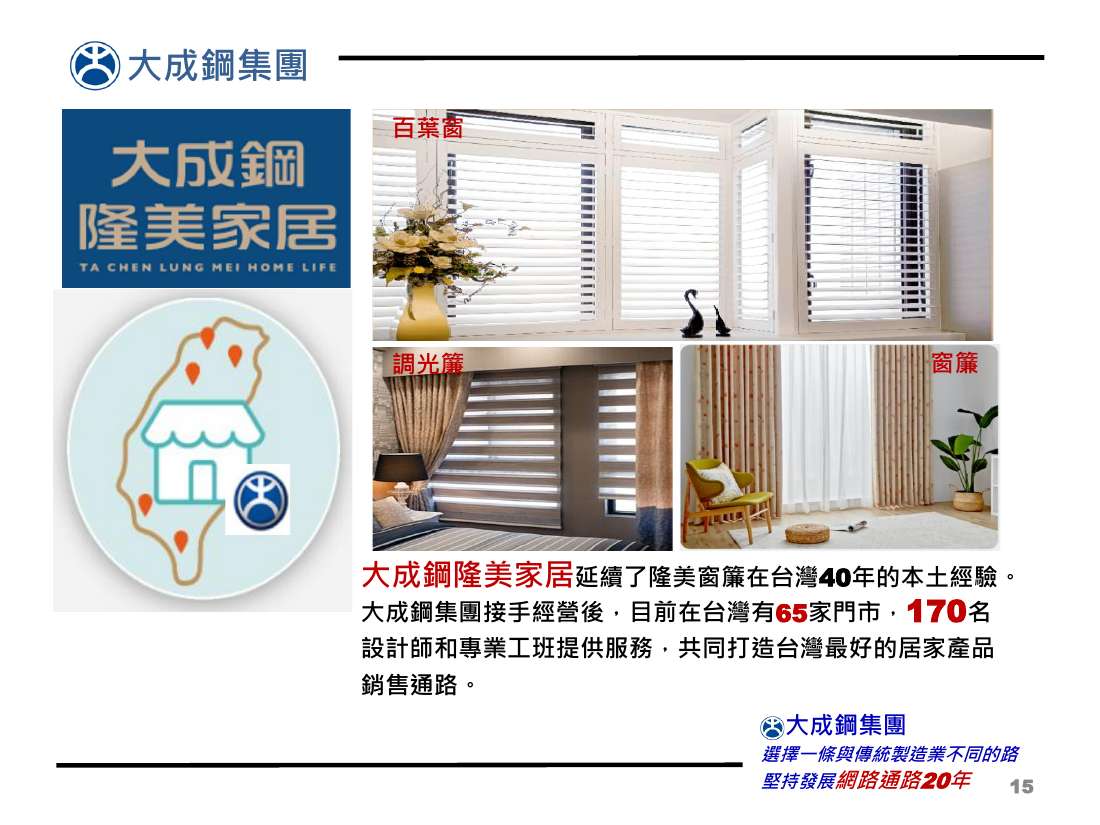 大成鋼集團
大成鋼
隆美家居
TA CHEN LUNG MEI HOME LIFE
百葉窗
調光簾
窗簾
大成鋼隆美家居延續了隆美窗簾在台灣40年的本土經驗。
大成鋼集團接手經營後，目前在台灣有65家門市，170名
設計師和專業工班提供服務，共同打造台灣最好的居家產品
銷售通路。
大成鋼集團
選擇一條與傳統製造業不同的路
堅持發展網路通路20年
15